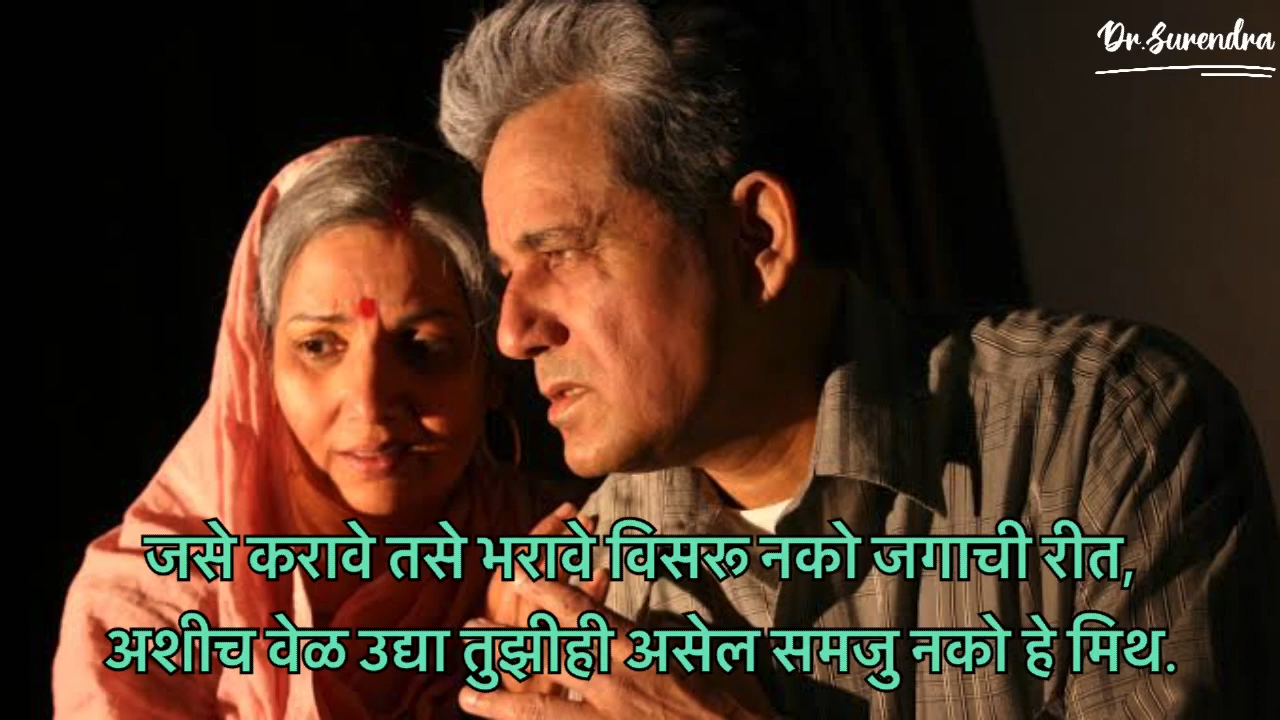 Dr.Surendra
जसे करावे तसे भरावे विसरू नको जगाची रीत,
अशीच वेळ उद्या तुझीही असेल समजु नको हे मिथ.